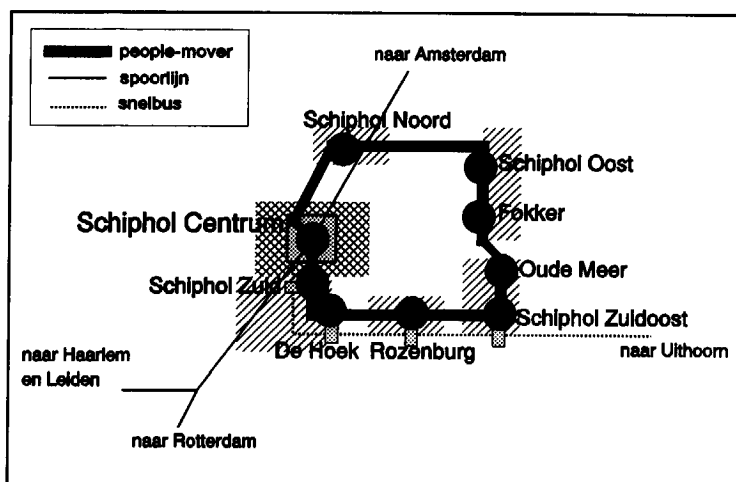 people-mover
spoorlijn
snelbus
naar Amsterdam
Schiphol Noord
Schiphol Oost
Fokker
Schiphol Centrum
Oude Meer
Schiphol Zuid
Schiphol Zuidoost
De Hoek
Rozenburg
naar Uithoorn
naar Haarlem
en Leiden
naar Rotterdam